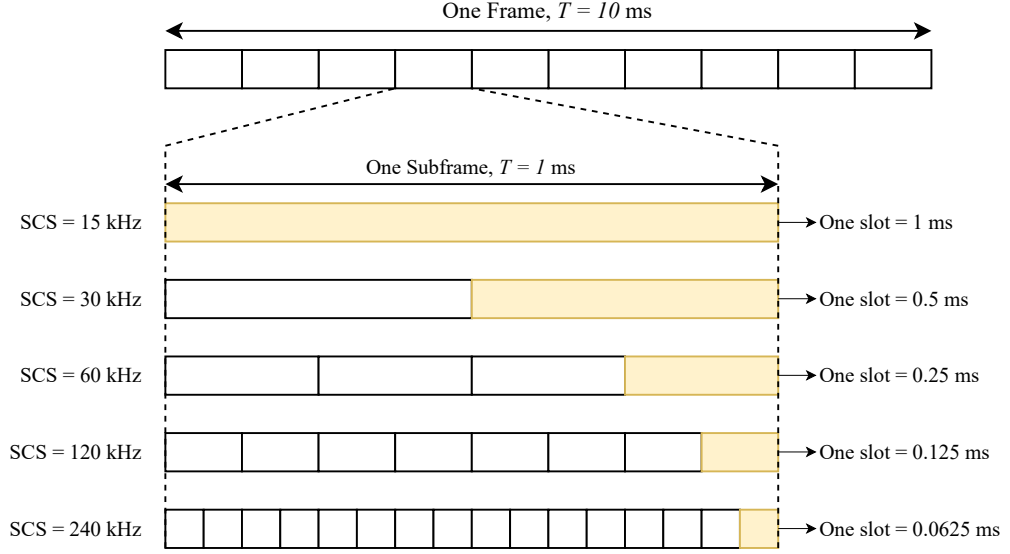 One Frame, T = 10 ms
One Subframe, T = 1 ms
SCS = 15 kHz
One slot = 1 ms
SCS = 30 kHz
One slot = 0.5 ms
SCS = 60 kHz
One slot = 0.25 ms
SCS = 120 kHz
One slot = 0.125 ms
SCS = 240 kHz
One slot = 0.0625 ms